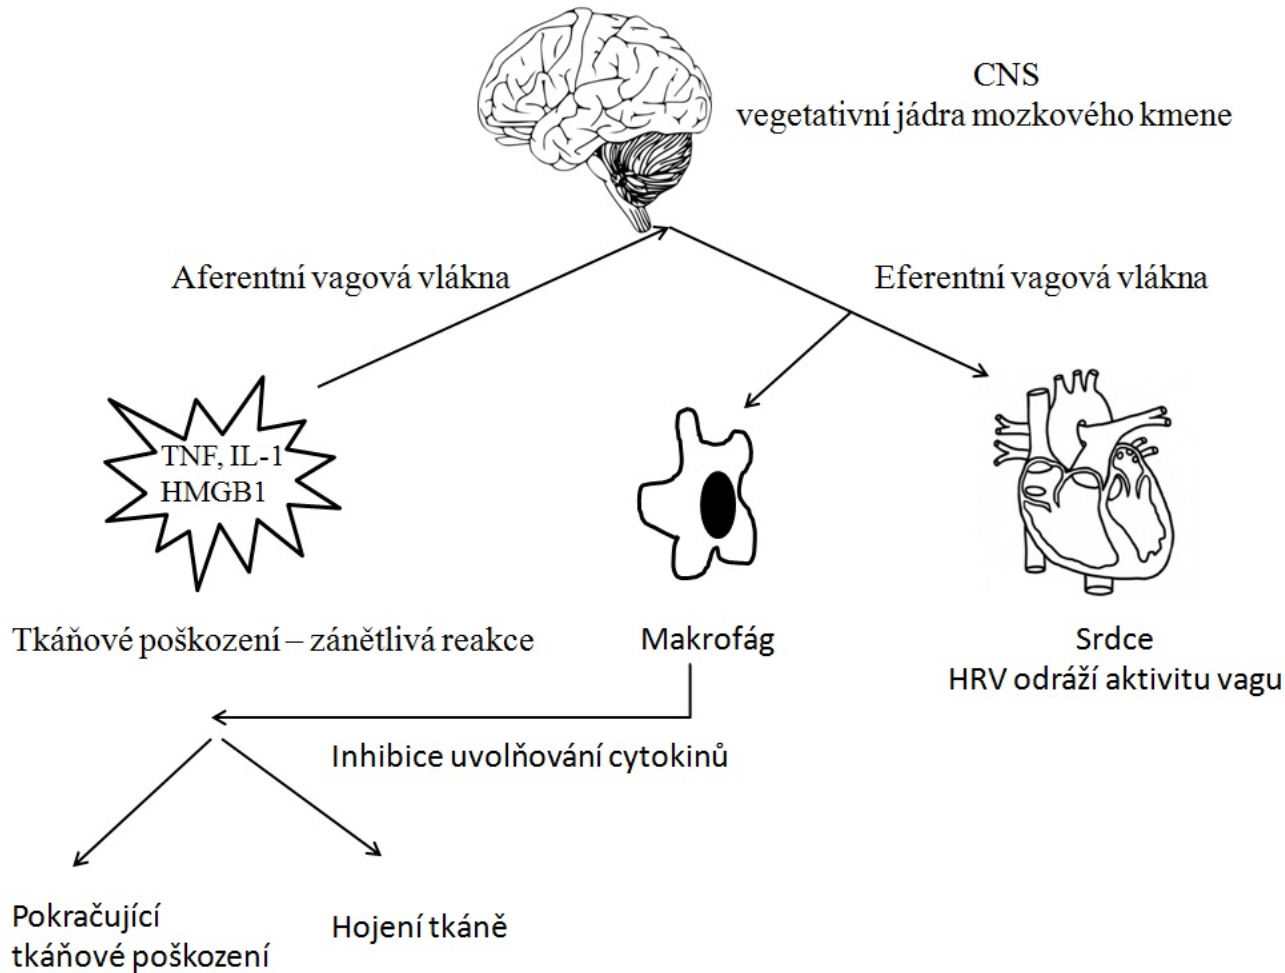 CNS
vegetativní jádra mozkového kmene
Aferentní vagová vlákna
Eferentní vagová vlákna
TNF, IL-1
HMGB1
Tkáňové poškození – zánětlivá reakce
Makrofág
Srdce
HRV odráží aktivitu vagu
Inhibice uvolňování cytokinů
Pokračující
tkáňové poškození
Hojení tkáně